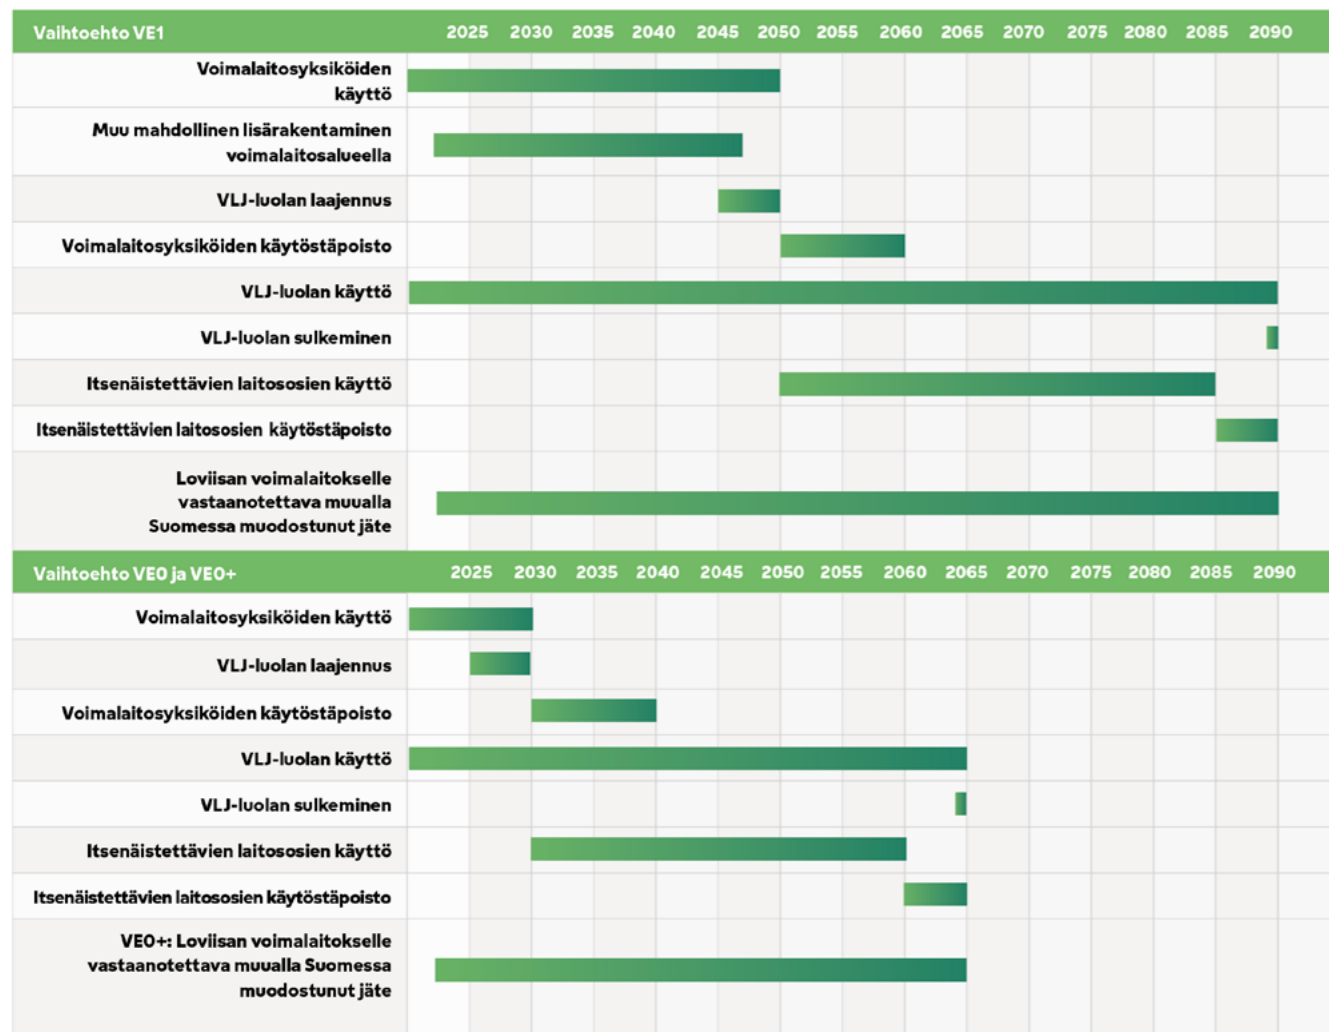 Vaihtoehto VE1 2025 2030 2035 2040 2045 2050 2055 2060 2065 2070 2075 2080 2085 2090
Voimalaitosyksiköiden
käyttö
Muu mahdollinen lisärakentaminen
voimalaitosalueella
VLJ-luolan laajennus
Voimalaitosyksiköiden käytöstäpoisto
VLJ-luolan käyttö
VLJ-luolan sulkeminen
Itsenäistettävien laitososien käyttö
Itsenäistettävien laitososien käytöstäpoisto
Loviisan voimalaitokselle
vastaanotettava muualla
Suomessa muodostunut jäte
Vaihtoehto VE0 ja VE0+ 2025 2030 2035 2040 2045 2050 2055 2060 2065 2070 2075 2080 2085 2090
Voimalaitosyksiköiden käyttö
VLJ-luolan laajennus
Voimalaitosyksiköiden käytöstäpoisto
VLJ-luolan käyttö
VLJ-luolan sulkeminen
Itsenäistettävien laitososien käyttö
Itsenäistettävien laitososien käytöstäpoisto
VE0+: Loviisan voimalaitokselle
vastaanotettava muualla Suomessa
muodostunut jäte